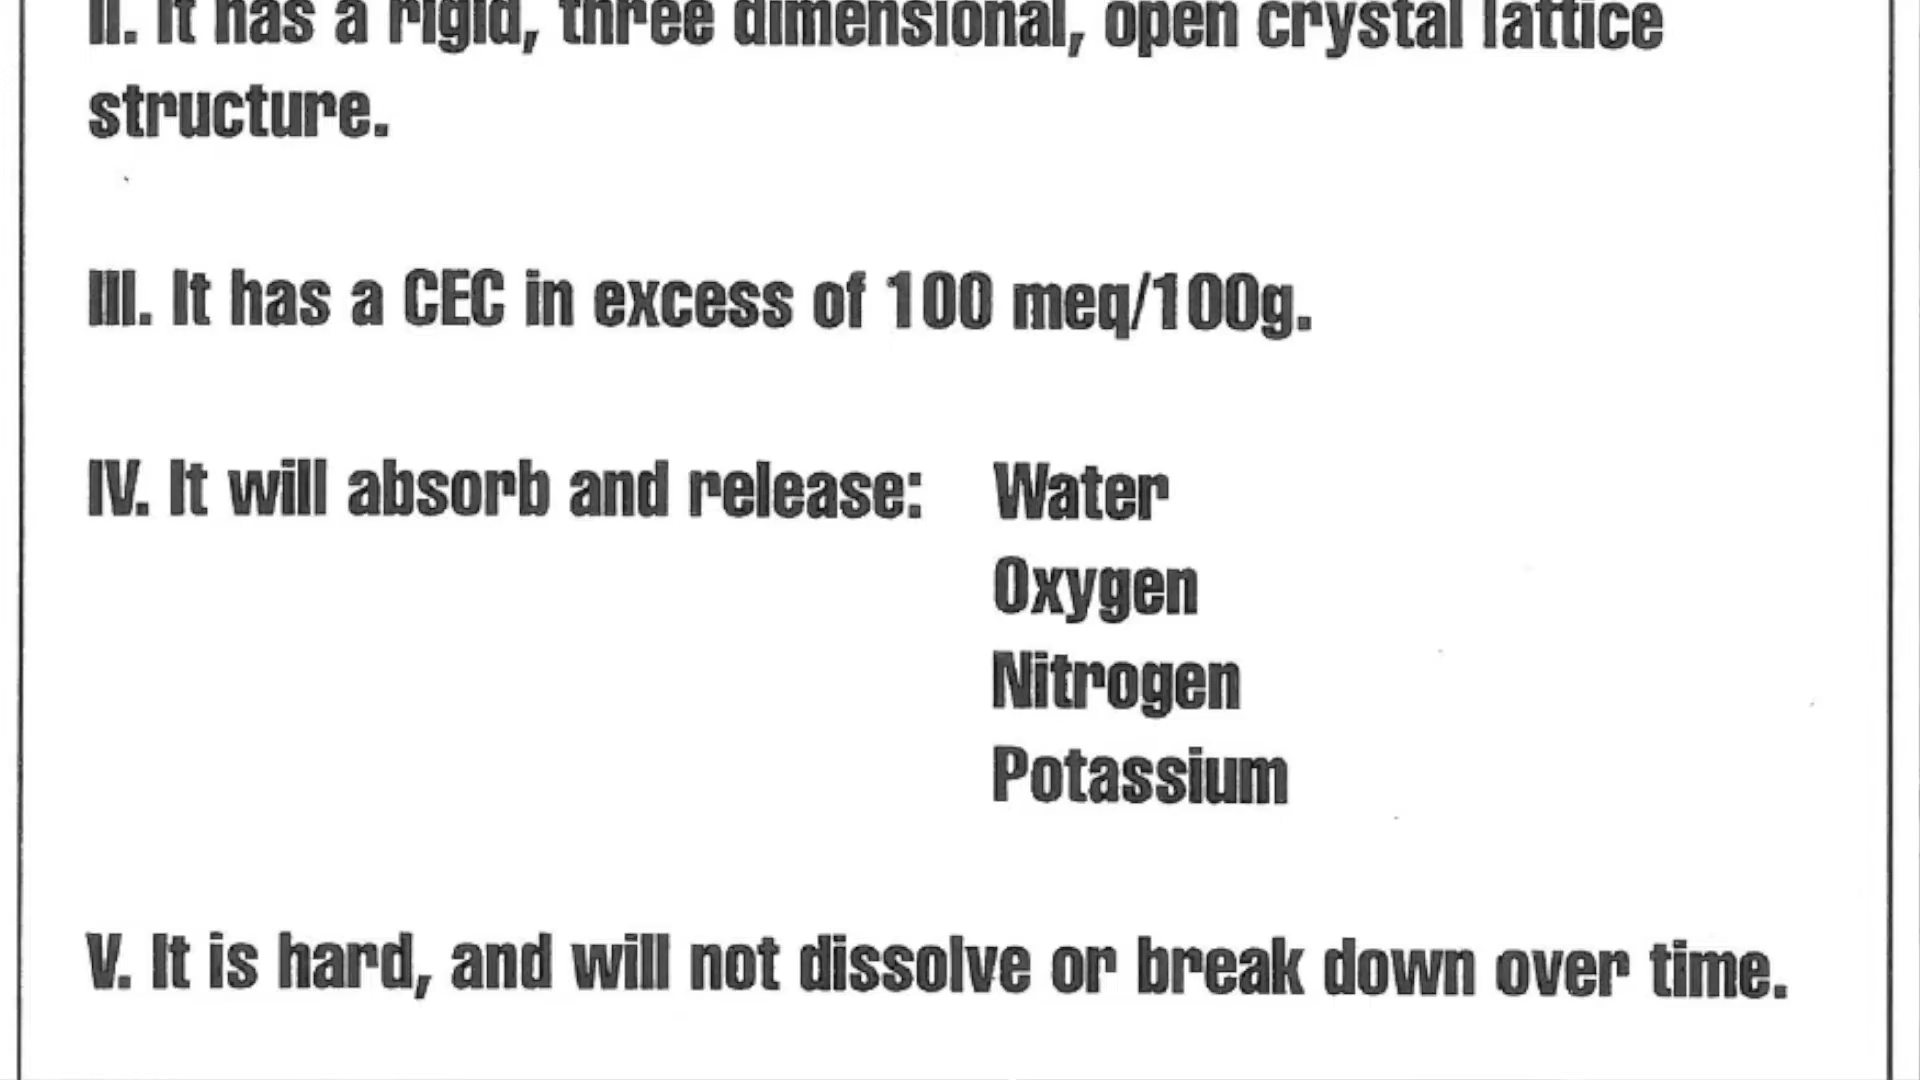 II. It has a rigid, three dimensional, open crystal lattice
structure.
III. It has a CEC in excess of 100 meq/100g.
IV. It will absorb and release: Water
Oxygen
Nitrogen
Potassium
V. It is hard, and will not dissolve or break down over time.